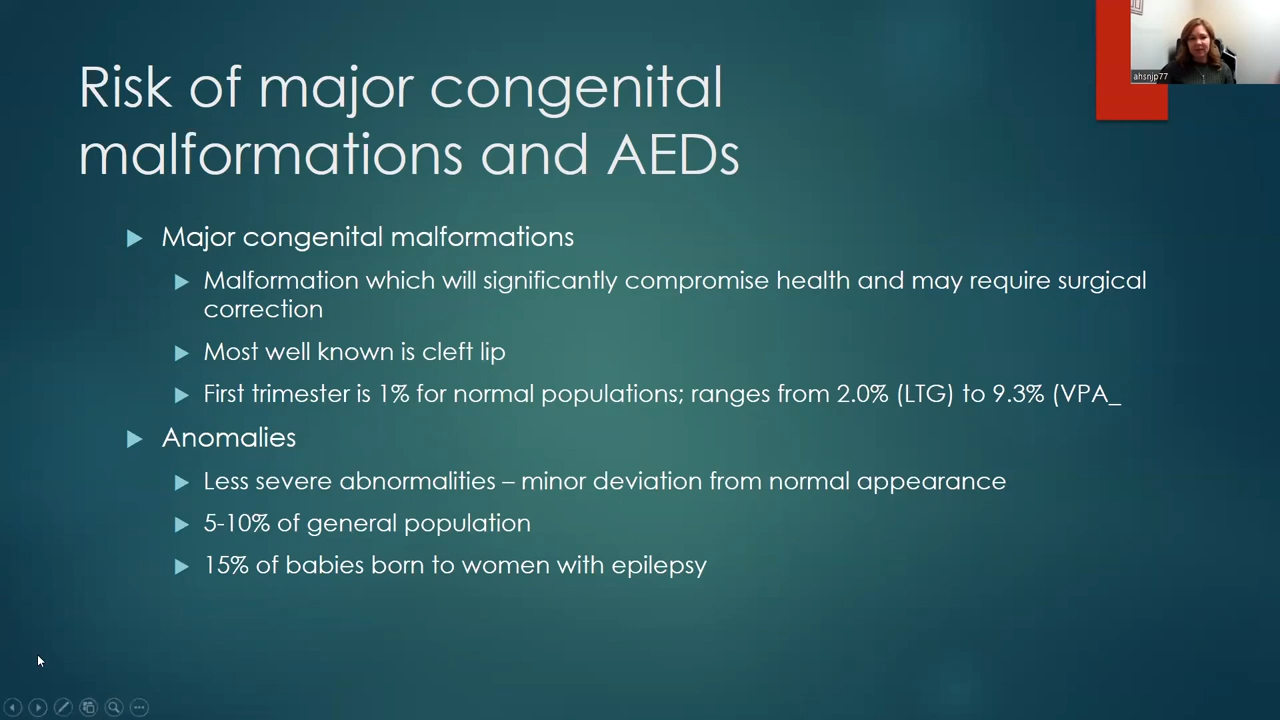 Risk of major congenital
malformations and AEDs
Major congenital malformations
Malformation which will significantly compromise health and may require surgical
correction
Most well known is cleft lip
First trimester is 1% for normal populations; ranges from 2.0% (LTG) to 9.3% (VPA_
Anomalies
Less severe abnormalities – minor deviation from normal appearance
5-10% of general population
15% of babies born to women with epilepsy
ahsnjp77